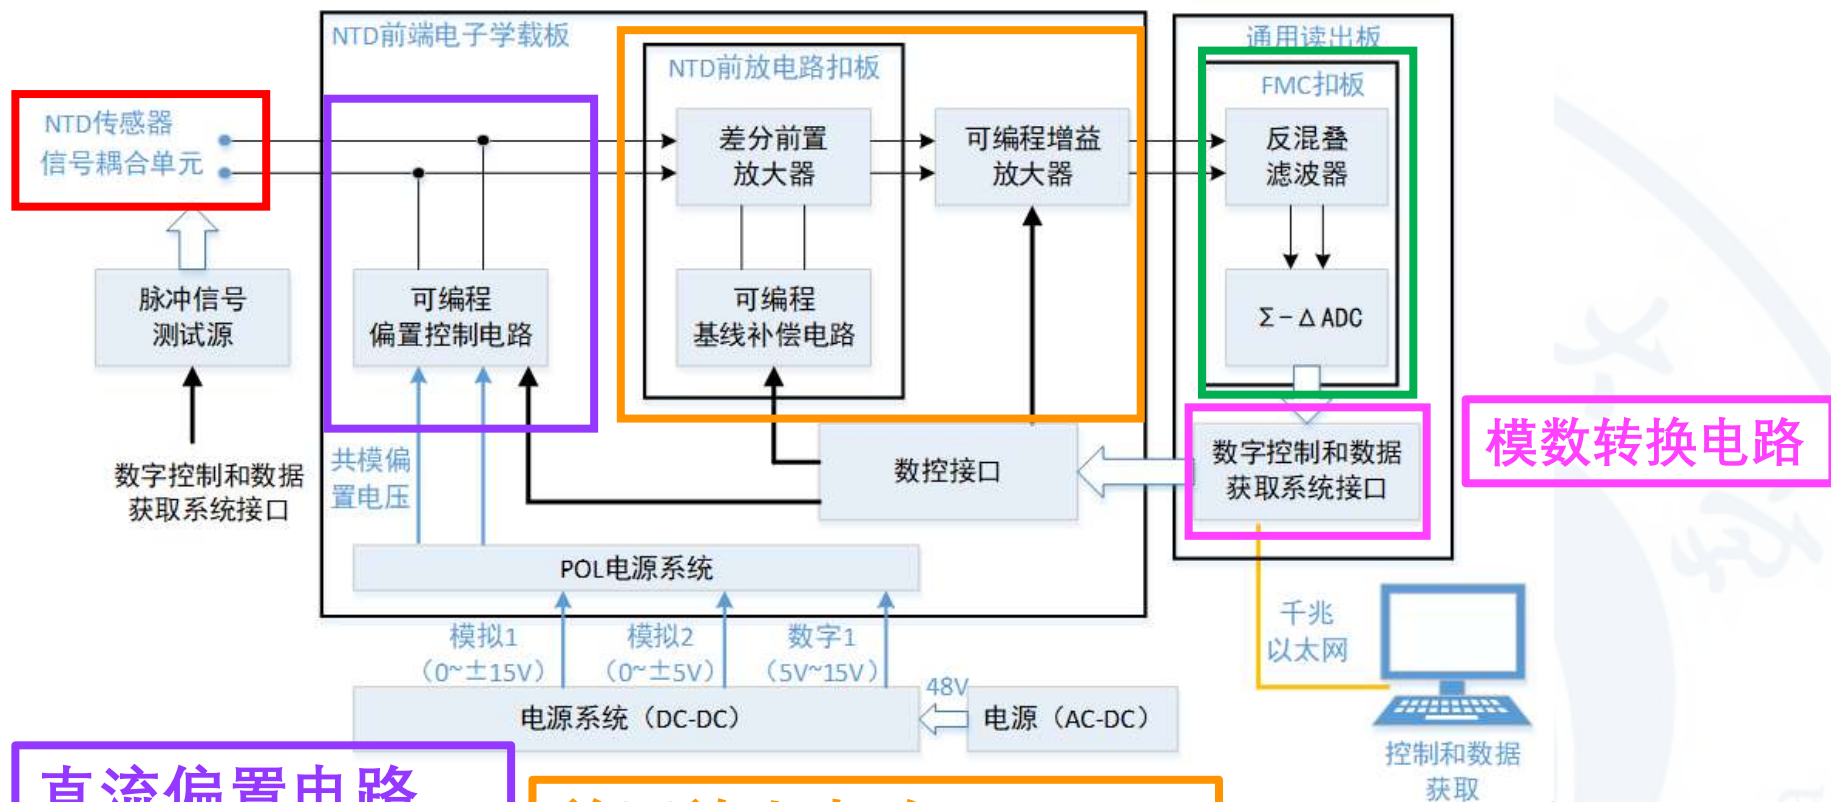 NTD前端电子学载板
通用读出板
NTD前放电路扣板
FMC扣板
NTD传感器
信号耦合单元
差分前置
放大器
可编程增益
放大器
反混叠
滤波器
脉冲信号
测试源
可编程
偏置控制电路
可编程
基线补偿电路
Σ-Δ ADC
模数转换电路
数字控制和数据
获取系统接口
共模偏
置电压
数控接口
数字控制和数据
获取系统接口
POL电源系统
模拟1
（0~±15V）
模拟2
（0~±5V）
数字1
（5V~15V）
千兆
以太网
电源系统（DC-DC）
48V
电源（AC-DC）
控制和数据
获取
直流偏置电路